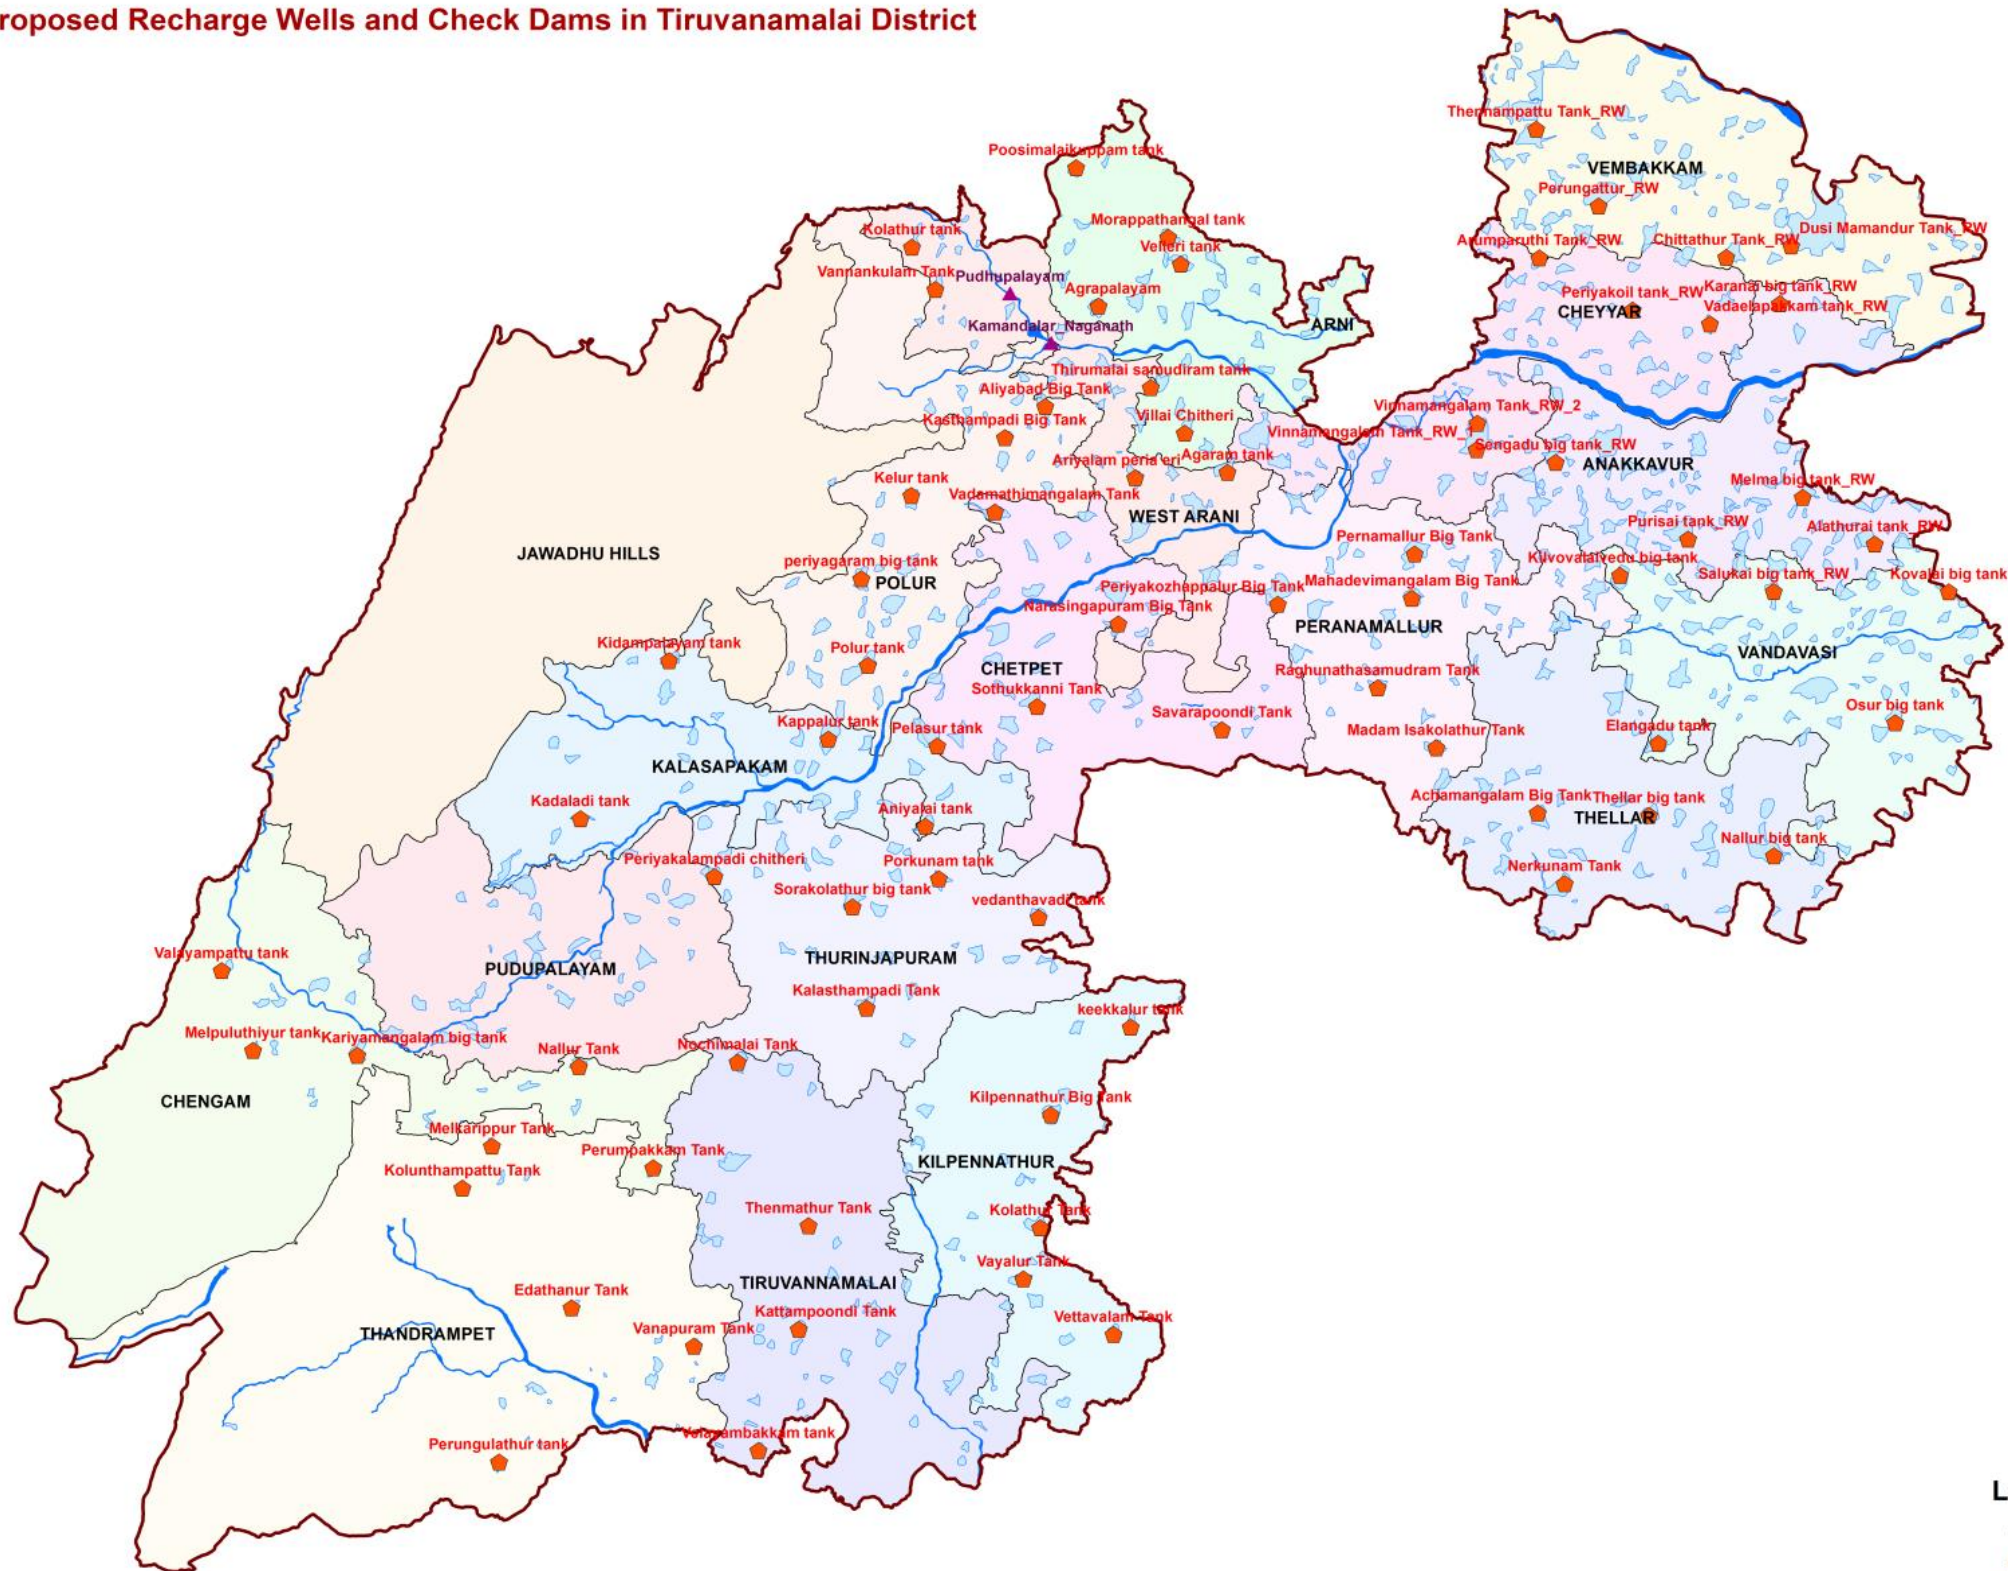 roposed Recharge Wells and Check Dams in Tiruvanamalai District
Thennampattu Tank_RW
Poosimalaikuppam tank
VEMBAKKAM
Perungattur_RW
Morappathangal tank
Kolathur tank
Dusi Mamandur Tank_RW
Arumparuthi Tank_RW
Chittathur Tank_RW
Velleri tank
Vannankulam Tank
Pudhupalayam
Agrapalayam
Periyakoil tank_RW
Karanai big tank_RW
Vadaelapakkam tank_RW
CHEYYAR
Kamandalar_Naganath
ARNI
Thirumalai samudiram tank
Aliyabad Big Tank
Vinnamangalam Tank_RW_2
Kasthampadi Big Tank
Villai Chitheri
Vinnamangalam Tank_RW_1
Sengadu big tank_RW
Ariyalam peria eri
Agaram tank
ANAKKAVUR
Kelur tank
Melma big tank_RW
Vadamathimangalam Tank
WEST ARANI
Purisai tank_RW
Alathurai tank_RW
Pernamallur Big Tank
JAWADHU HILLS
periyagaram big tank
Kilvovalaivedu big tank
POLUR
Salukai big tank_RW
Kovalai big tank
Mahadevimangalam Big Tank
Periyakozhappalur Big Tank
Narasingapuram Big Tank
PERANAMALLUR
Kidampalayam tank
Polur tank
VANDAVASI
CHETPET
Raghunathasamudram Tank
Sothukkanni Tank
Savarapoondi Tank
Osur big tank
Kappalur tank
Pelasur tank
Madam Isakolathur Tank
Elangadu tank
KALASAPAKAM
Kadaladi tank
Aniyalai tank
Achamangalam Big Tank
Thellar big tank
THELLAR
Nallur big tank
Periyakalampadi chitheri
Porkunam tank
Nerkunam Tank
Sorakolathur big tank
vedanthavadi tank
Valayampattu tank
THURINJAPURAM
PUDUPALAYAM
Kalasthampadi Tank
keekkalur tank
Melpuluthiyur tank
Kariyamangalam big tank
Nallur Tank
Nochimalai Tank
CHENGAM
Kilpennathur Big Tank
Melkarippur Tank
Perumpakkam Tank
KILPENNATHUR
Kolunthampattu Tank
Thenmathur Tank
Kolathur Tank
Vayalur Tank
TIRUVANNAMALAI
Edathanur Tank
Kattampoondi Tank
Vettavalam Tank
THANDRAMPET
Vanapuram Tank
Perungulathur tank
L